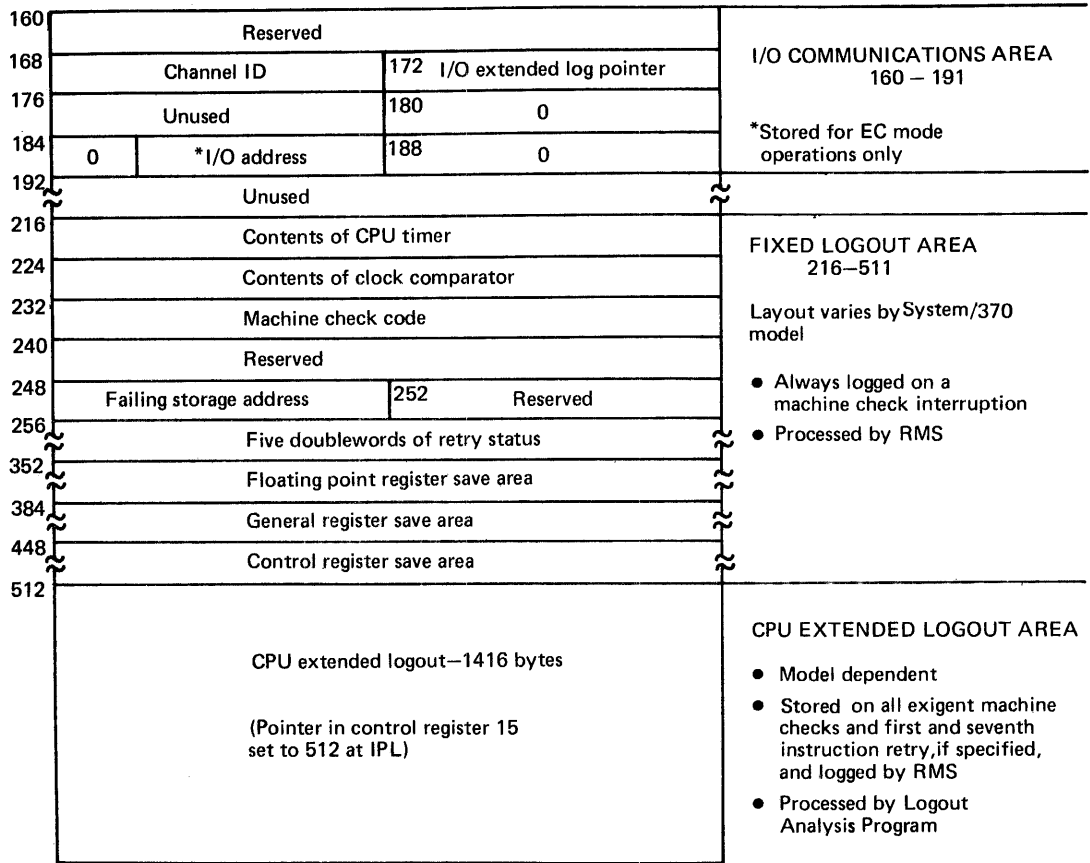 160
Reserved
168
Channel ID
172 I/O extended log pointer
176
Unused
180 0
184
0
*I/O address
188 0
192
Unused
216
Contents of CPU timer
224
Contents of clock comparator
232
Machine check code
240
Reserved
248
Failing storage address
252 Reserved
256
Five doublewords of retry status
352
Floating point register save area
384
General register save area
448
Control register save area
512
CPU extended logout—1416 bytes
(Pointer in control register 15
set to 512 at IPL)
I/O COMMUNICATIONS AREA
160 – 191
*Stored for EC mode
operations only
FIXED LOGOUT AREA
216–511
Layout varies by System/370
model
● Always logged on a
machine check interruption
● Processed by RMS
CPU EXTENDED LOGOUT AREA
● Model dependent
● Stored on all exigent machine
checks and first and seventh
instruction retry,if specified,
and logged by RMS
● Processed by Logout
Analysis Program